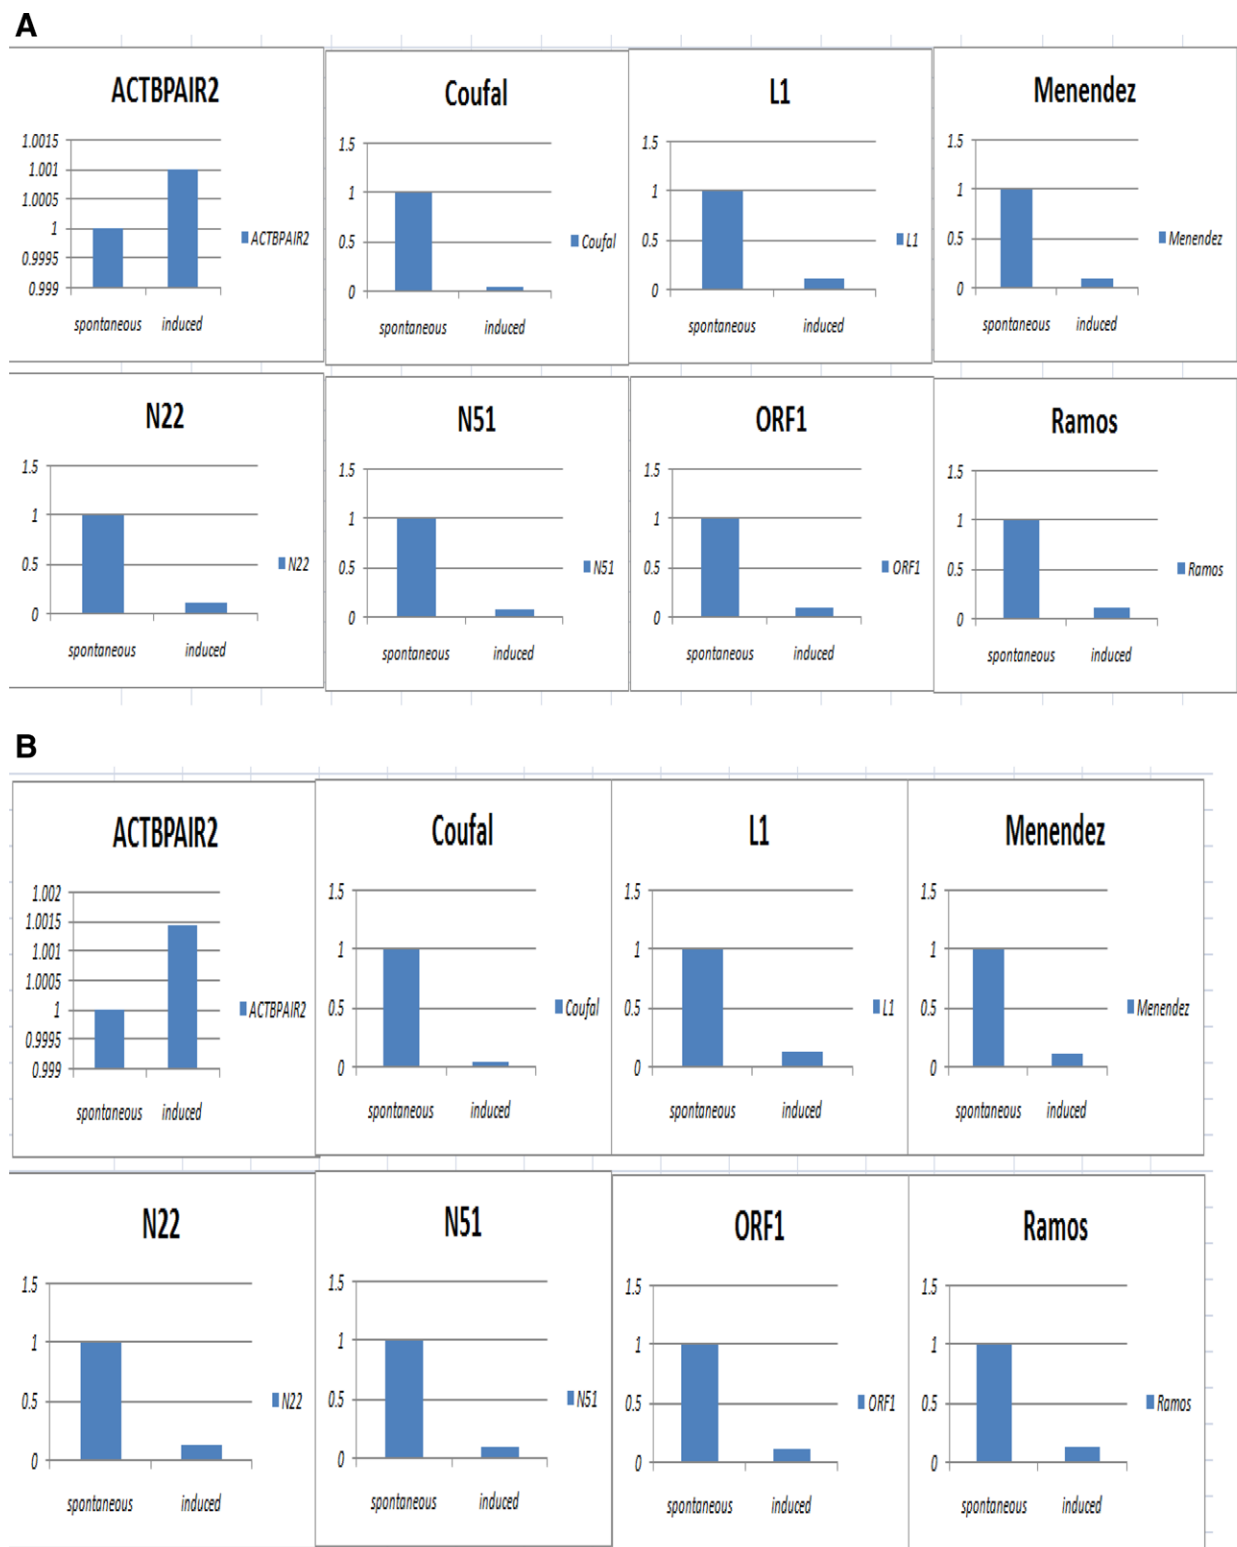 A
ACTBPAIR2
1.0015
1.001
1.0005
1
0.9995
0.999
spontaneous induced
ACTBPAIR2
Coufal
1.5
1
0.5
0
spontaneous induced
Coufal
L1
1.5
1
0.5
0
spontaneous induced
L1
Menendez
1.5
1
0.5
0
spontaneous induced
Menendez
N22
1.5
1
0.5
0
spontaneous induced
N22
N51
1.5
1
0.5
0
spontaneous induced
N51
ORF1
1.5
1
0.5
0
spontaneous induced
ORF1
Ramos
1.5
1
0.5
0
spontaneous induced
Ramos
B
ACTBPAIR2
1.002
1.0015
1.001
1.0005
1
0.9995
0.999
spontaneous induced
ACTBPAIR2
Coufal
1.5
1
0.5
0
spontaneous induced
Coufal
L1
1.5
1
0.5
0
spontaneous induced
L1
Menendez
1.5
1
0.5
0
spontaneous induced
Menendez
N22
1.5
1
0.5
0
spontaneous induced
N22
N51
1.5
1
0.5
0
spontaneous induced
N51
ORF1
1.5
1
0.5
0
spontaneous induced
ORF1
Ramos
1.5
1
0.5
0
spontaneous induced
Ramos